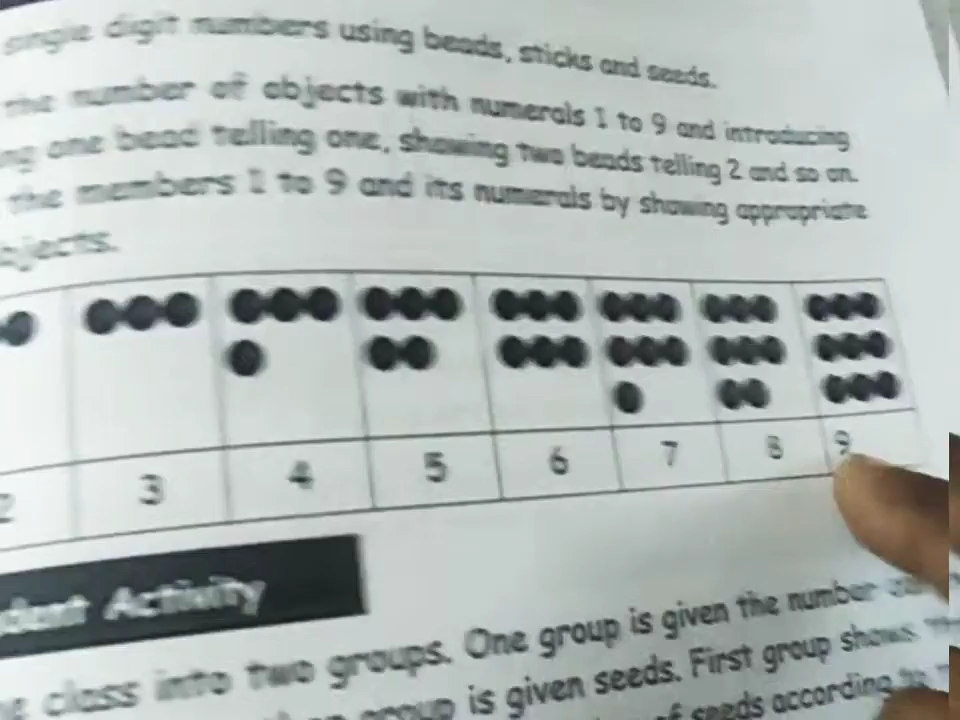 single digit numbers using beads, sticks and seeds.
the number of objects with numerals 1 to 9 and introducing
ng one bead telling one, showing two beads telling 2 and so on.
the members 1 to 9 and its numerals by showing appropriate
bjects.
2 3 4 5 6 7 8 9
dent Activity
class into two groups. One group is given the number
group is given seeds. First group shows
of seeds according to